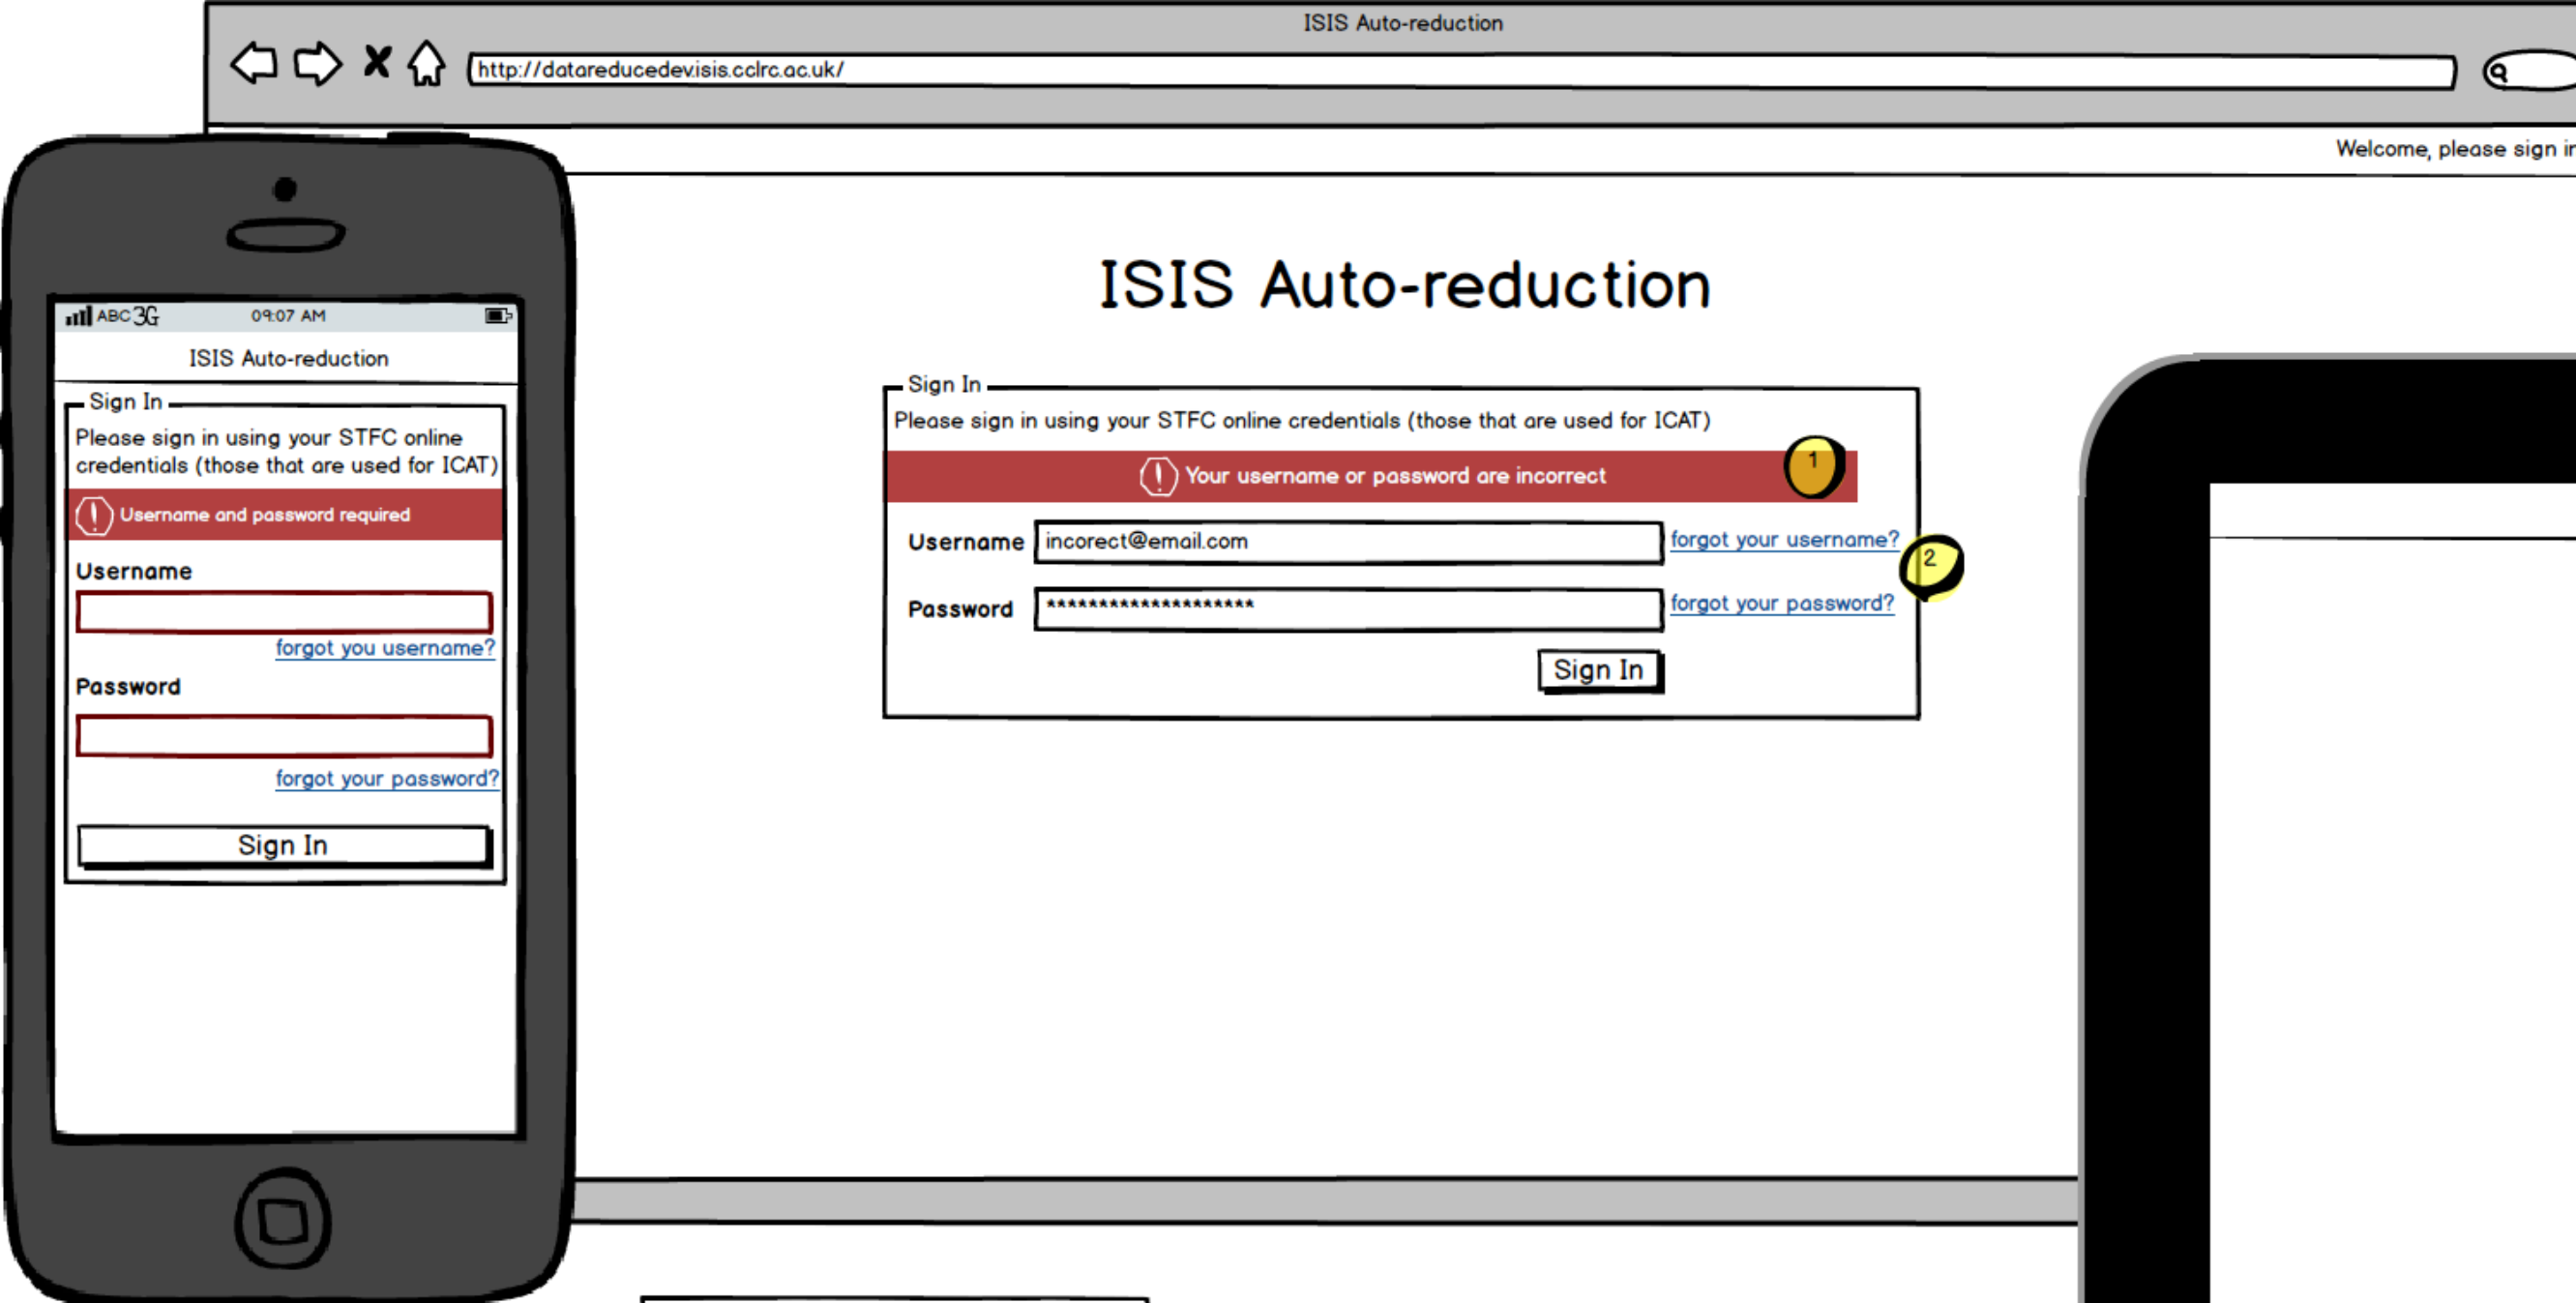 ISIS Auto-reduction
http://datareducedev.isis.cclrc.ac.uk/
Welcome, please sign in
ISIS Auto-reduction
Sign In
Please sign in using your STFC online credentials (those that are used for ICAT)
Your username or password are incorrect
1
Username incorect@email.com forgot your username?
2
Password ******************** forgot your password?
Sign In
ABC 3G 09:07 AM
ISIS Auto-reduction
Sign In
Please sign in using your STFC online
credentials (those that are used for ICAT)
Username and password required
Username
forgot you username?
Password
forgot your password?
Sign In